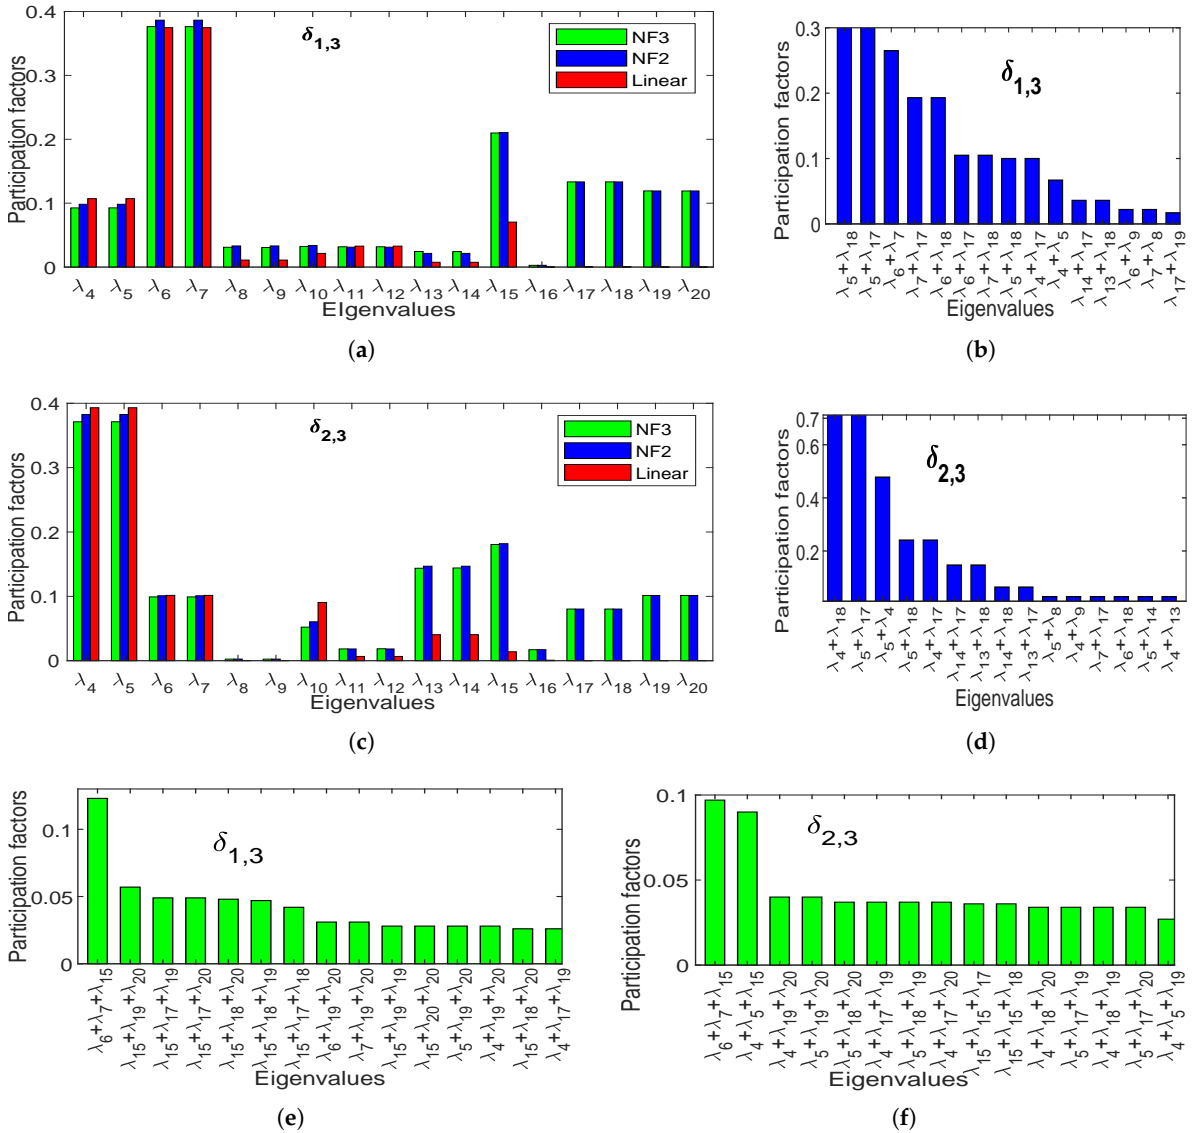 δ1,3
NF3
NF2
Linear
Participation factors
0.4
0.3
0.2
0.1
0
λ4 λ5 λ6 λ7 λ8 λ9 λ10 λ11 λ12 λ13 λ14 λ15 λ16 λ17 λ18 λ19 λ20
EIgenvalues
(a)
δ1,3
Participation factors
0.3
0.2
0.1
0
λ5+λ18
λ5+λ17
λ6+λ7
λ7+λ17
λ6+λ18
λ6+λ17
λ7+λ18
λ5+λ18
λ4+λ17
λ4+λ5
λ14+λ17
λ13+λ18
λ6+λ9
λ7+λ8
λ17+λ19
Eigenvalues
(b)
δ2,3
NF3
NF2
Linear
Participation factors
0.4
0.3
0.2
0.1
0
λ4 λ5 λ6 λ7 λ8 λ9 λ10 λ11 λ12 λ13 λ14 λ15 λ16 λ17 λ18 λ19 λ20
Eigenvalues
(c)
δ2,3
Participation factors
0.7
0.6
0.4
0.2
λ4+λ18
λ5+λ17
λ5+λ4
λ5+λ18
λ4+λ17
λ14+λ17
λ13+λ18
λ14+λ18
λ13+λ17
λ5+λ8
λ4+λ9
λ7+λ17
λ6+λ18
λ5+λ14
λ4+λ13
Eigenvalues
(d)
δ1,3
Participation factors
0.1
0.05
0
λ6+λ7+λ15
λ15+λ19+λ20
λ15+λ17+λ19
λ15+λ17+λ20
λ15+λ18+λ20
λ15+λ18+λ19
λ15+λ17+λ18
λ6+λ19+λ20
λ7+λ19+λ20
λ15+λ19+λ19
λ15+λ20+λ20
λ5+λ19+λ20
λ4+λ19+λ20
λ15+λ18+λ20
λ4+λ17+λ19
Eigenvalues
(e)
δ2,3
Participation factors
0.1
0.05
0
λ6+λ7+λ15
λ4+λ5+λ15
λ4+λ19+λ20
λ5+λ19+λ20
λ5+λ18+λ20
λ4+λ17+λ19
λ5+λ18+λ19
λ4+λ17+λ20
λ15+λ15+λ17
λ15+λ15+λ18
λ4+λ18+λ20
λ5+λ17+λ19
λ4+λ18+λ19
λ5+λ17+λ20
λ4+λ5+λ19
Eigenvalues
(f)